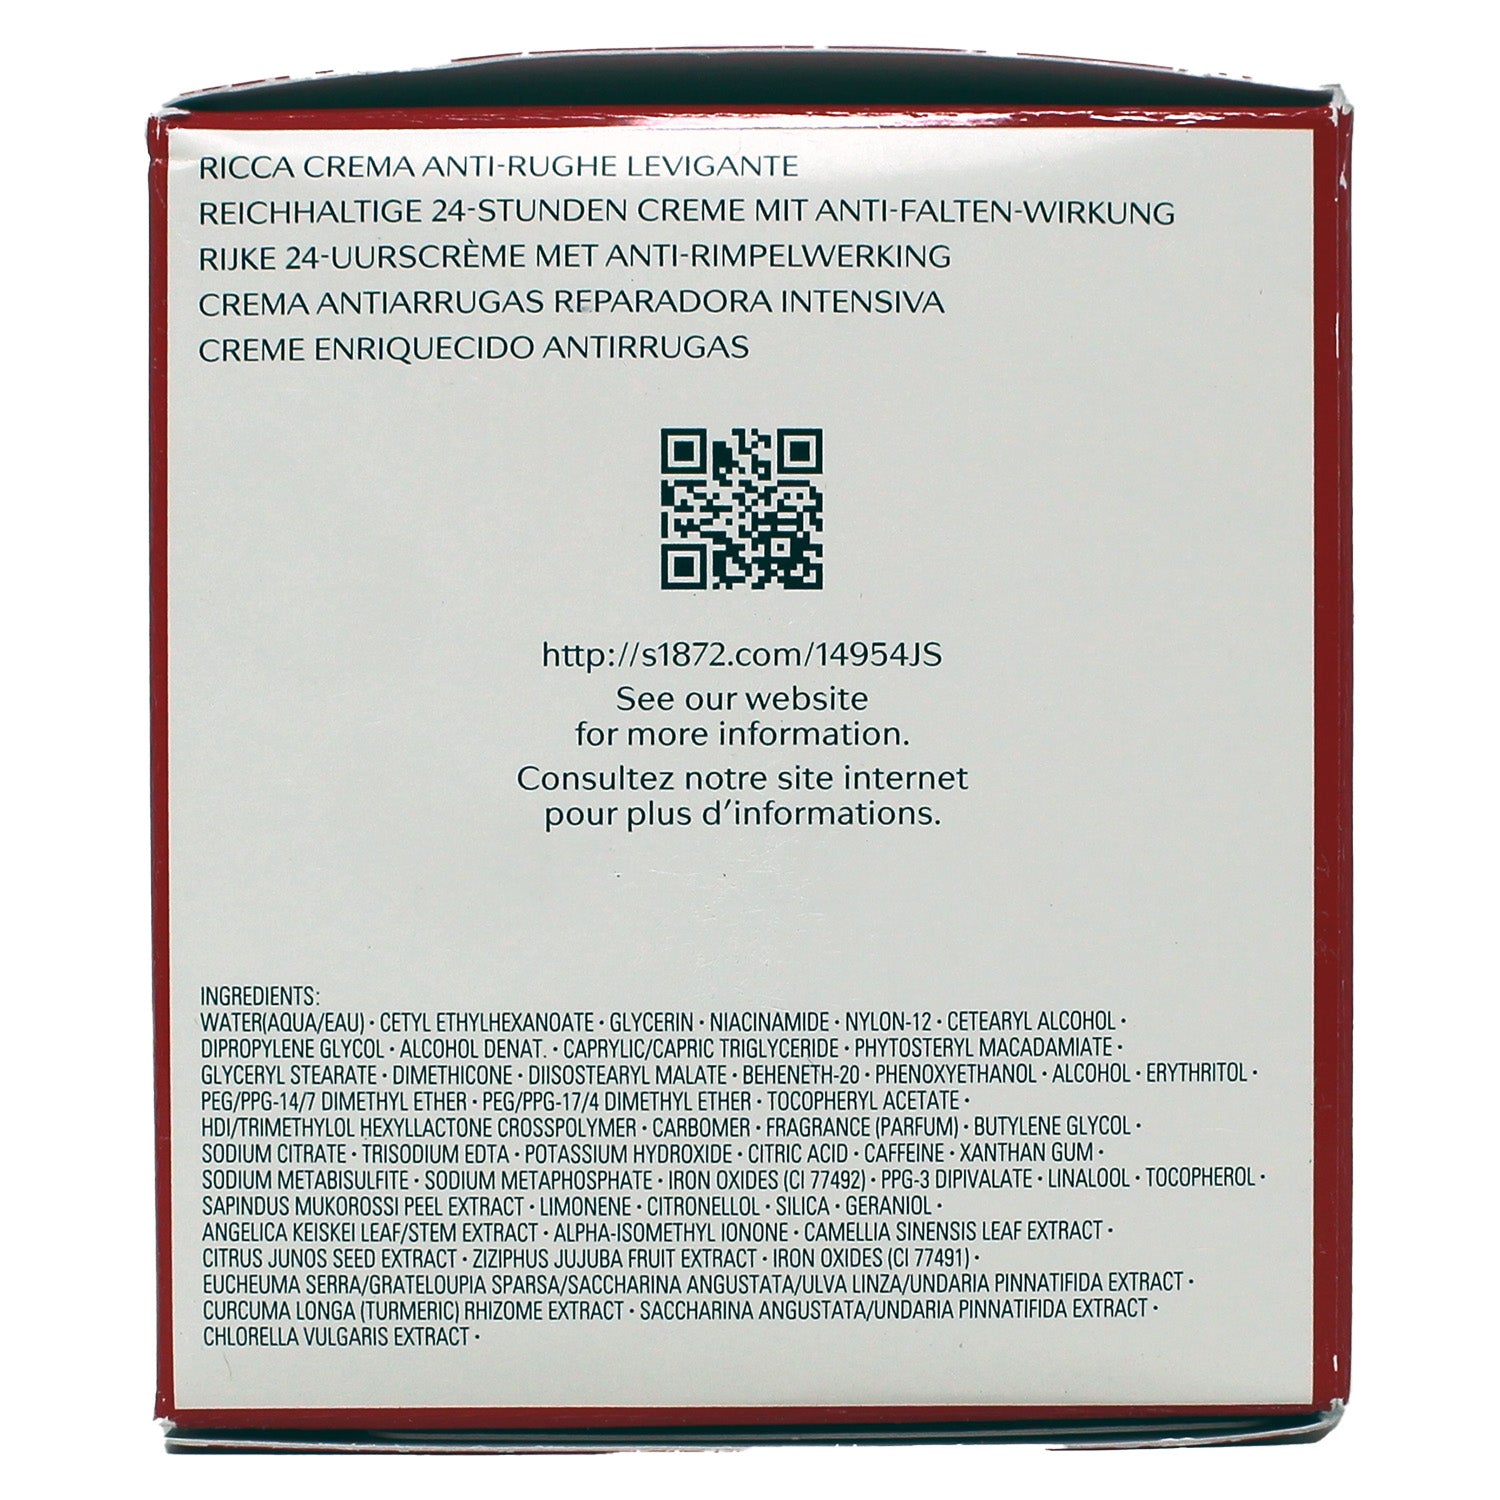 RICCA CREMA ANTI-RUGHE LEVIGANTE
REICHHALTIGE 24-STUNDEN CREME MIT ANTI-FALTEN-WIRKUNG
RIJKE 24-UURSCRÈME MET ANTI-RIMPELWERKING
CREMA ANTIARRUGAS REPARADORA INTENSIVA
CREME ENRIQUECIDO ANTIRRUGAS
http://s1872.com/14954JS
See our website
for more information.
Consultez notre site internet
pour plus d'informations.
INGREDIENTS:
WATER(AQUA/EAU)・CETYL ETHYLHEXANOATE・GLYCERIN・NIACINAMIDE・NYLON-12・CETEARYL ALCOHOL・
DIPROPYLENE GLYCOL・ALCOHOL DENAT.・CAPRYLIC/CAPRIC TRIGLYCERIDE・PHYTOSTERYL MACADAMIATE・
GLYCERYL STEARATE・DIMETHICONE・DIISOSTEARYL MALATE・BEHENETH-20・PHENOXYETHANOL・ALCOHOL・ERYTHRITOL・
PEG/PPG-14/7 DIMETHYL ETHER・PEG/PPG-17/4 DIMETHYL ETHER・TOCOPHERYL ACETATE・
HDI/TRIMETHYLOL HEXYLLACTONE CROSSPOLYMER・CARBOMER・FRAGRANCE (PARFUM)・BUTYLENE GLYCOL・
SODIUM CITRATE・TRISODIUM EDTA・POTASSIUM HYDROXIDE・CITRIC ACID・CAFFEINE・XANTHAN GUM・
SODIUM METABISULFITE・SODIUM METAPHOSPHATE・IRON OXIDES (CI 77492)・PPG-3 DIPIVALATE・LINALOOL・TOCOPHEROL・
SAPINDUS MUKOROSSI PEEL EXTRACT・LIMONENE・CITRONELLOL・SILICA・GERANIOL・
ANGELICA KEISKEI LEAF/STEM EXTRACT・ALPHA-ISOMETHYL IONONE・CAMELLIA SINENSIS LEAF EXTRACT・
CITRUS JUNOS SEED EXTRACT・ZIZIPHUS JUJUBA FRUIT EXTRACT・IRON OXIDES (CI 77491)・
EUCHEUMA SERRA/GRATELOUPIA SPARSA/SACCHARINA ANGUSTATA/ULVA LINZA/UNDARIA PINNATIFIDA EXTRACT・
CURCUMA LONGA (TURMERIC) RHIZOME EXTRACT・SACCHARINA ANGUSTATA/UNDARIA PINNATIFIDA EXTRACT・
CHLORELLA VULGARIS EXTRACT・